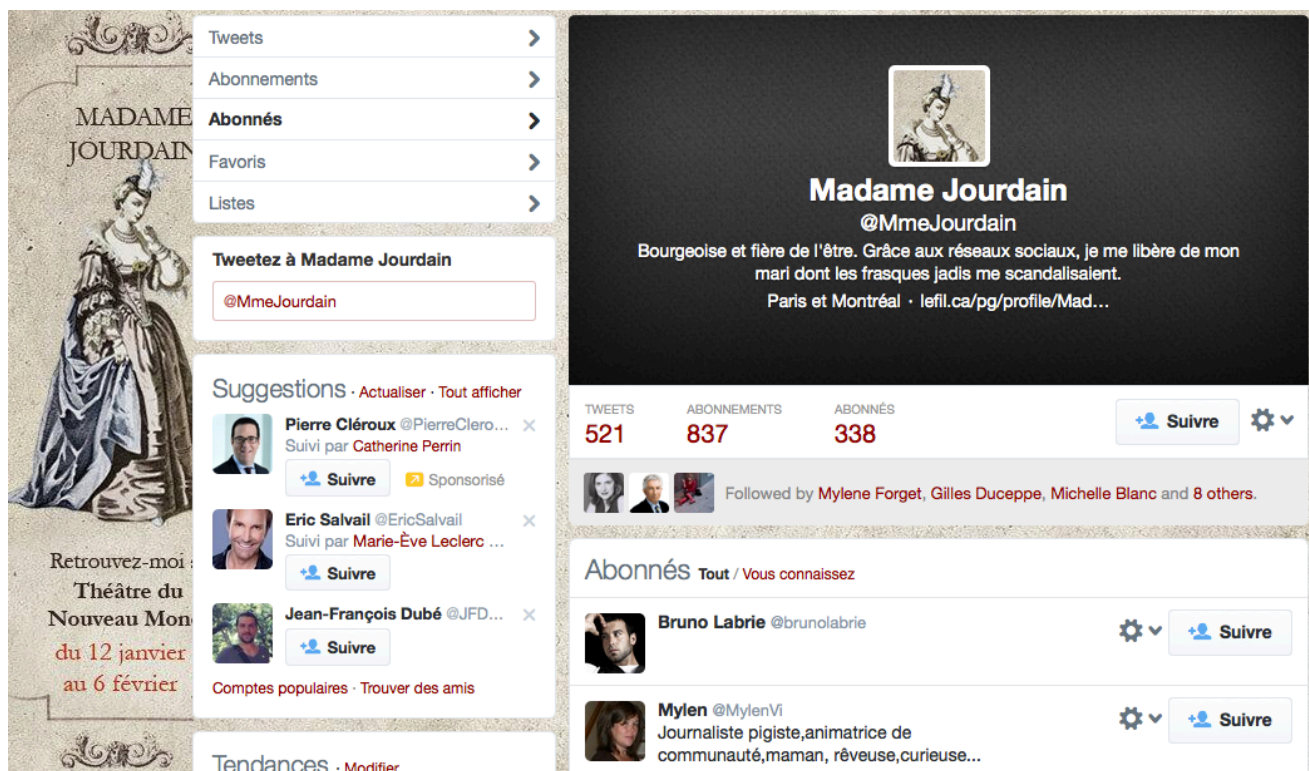 MADAME
JOURDAIN
Retrouvez-moi
Théâtre du
Nouveau
du 12 janvier
au 6 février
Tweets
Abonnements
Abonnés
Favoris
Listes
Tweetez à Madame Jourdain
@MmeJourdain
Suggestions · Actualiser · Tout afficher
Pierre Cléroux @PierreClero...
Suivi par Catherine Perrin
Suivre Sponsorisé
Eric Salvail @EricSalvail
Suivi par Marie-Ève Leclerc ...
Suivre
Jean-François Dubé @JFD...
Suivre
Comptes populaires · Trouver des amis
Tendances · Modifier
Madame Jourdain
@MmeJourdain
Bourgeoise et fière de l'être. Grâce aux réseaux sociaux, je me libère de mon
mari dont les frasques jadis me scandalisaient.
Paris et Montréal · lefil.ca/pg/profile/Mad...
TWEETS ABONNEMENTS ABONNÉS
521 837 338
Suivre
Followed by Mylene Forget, Gilles Duceppe, Michelle Blanc and 8 others.
Abonnés Tout / Vous connaissez
Bruno Labrie @brunolabrie
Suivre
Mylen @MylenVi
Suivre
Journaliste pigiste,animatrice de
communauté,maman, rêveuse,curieuse...